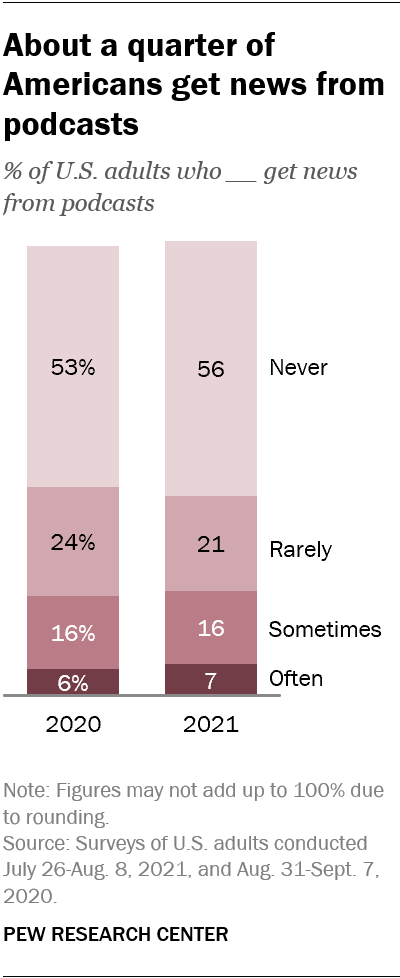 About a quarter of
Americans get news from
podcasts
% of U.S. adults who __ get news
from podcasts
53%
56
Never
24%
21
Rarely
16%
16
Sometimes
6%
7
Often
2020
2021
Note: Figures may not add up to 100% due
to rounding.
Source: Surveys of U.S. adults conducted
July 26-Aug. 8, 2021, and Aug. 31-Sept. 7,
2020.
PEW RESEARCH CENTER